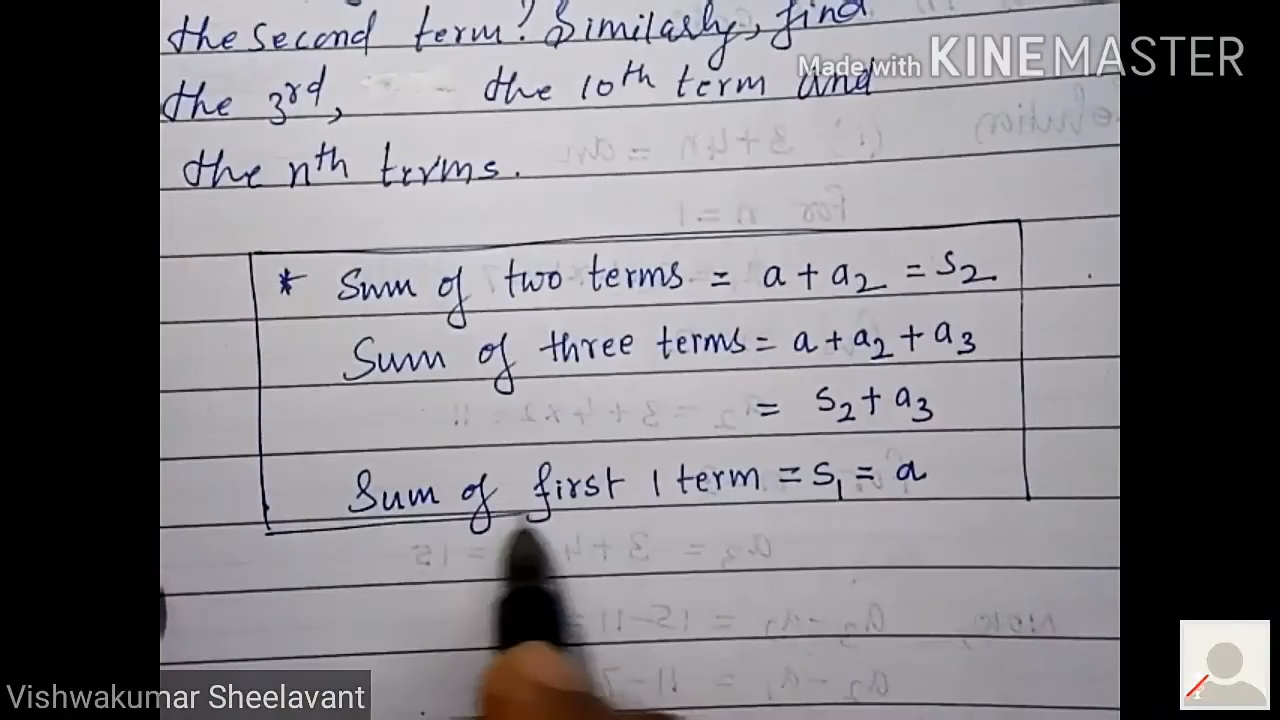 the second term? Similarly, find
the 3rd, the 10th term and
the nth terms.
* Sum of two terms = a + a2 = S2
Sum of three terms = a + a2 + a3
= S2 + a3
Sum of first 1 term = S1 = a
Made with KINEMASTER
Vishwakumar Sheelavant